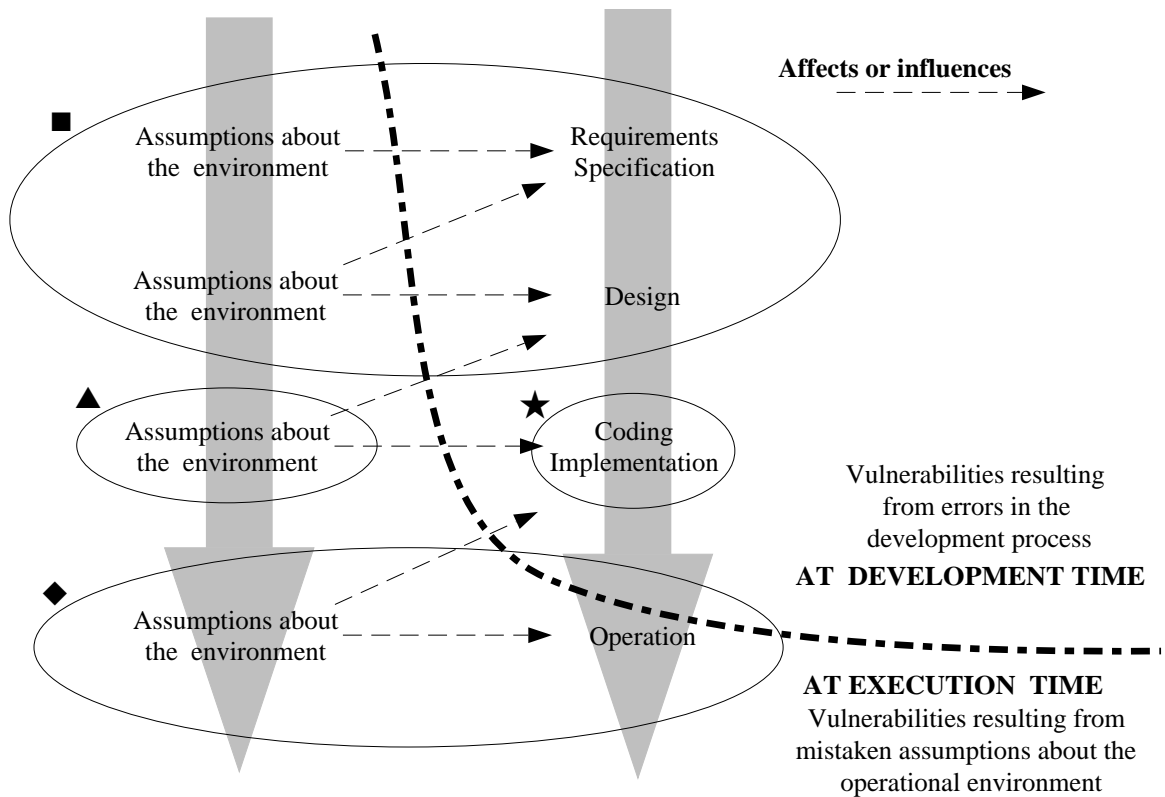 Affects or influences
Assumptions about
the environment
Requirements
Specification
Assumptions about
the environment
Design
Assumptions about
the environment
Coding
Implementation
Vulnerabilities resulting
from errors in the
development process
AT DEVELOPMENT TIME
Assumptions about
the environment
Operation
AT EXECUTION TIME
Vulnerabilities resulting from
mistaken assumptions about the
operational environment